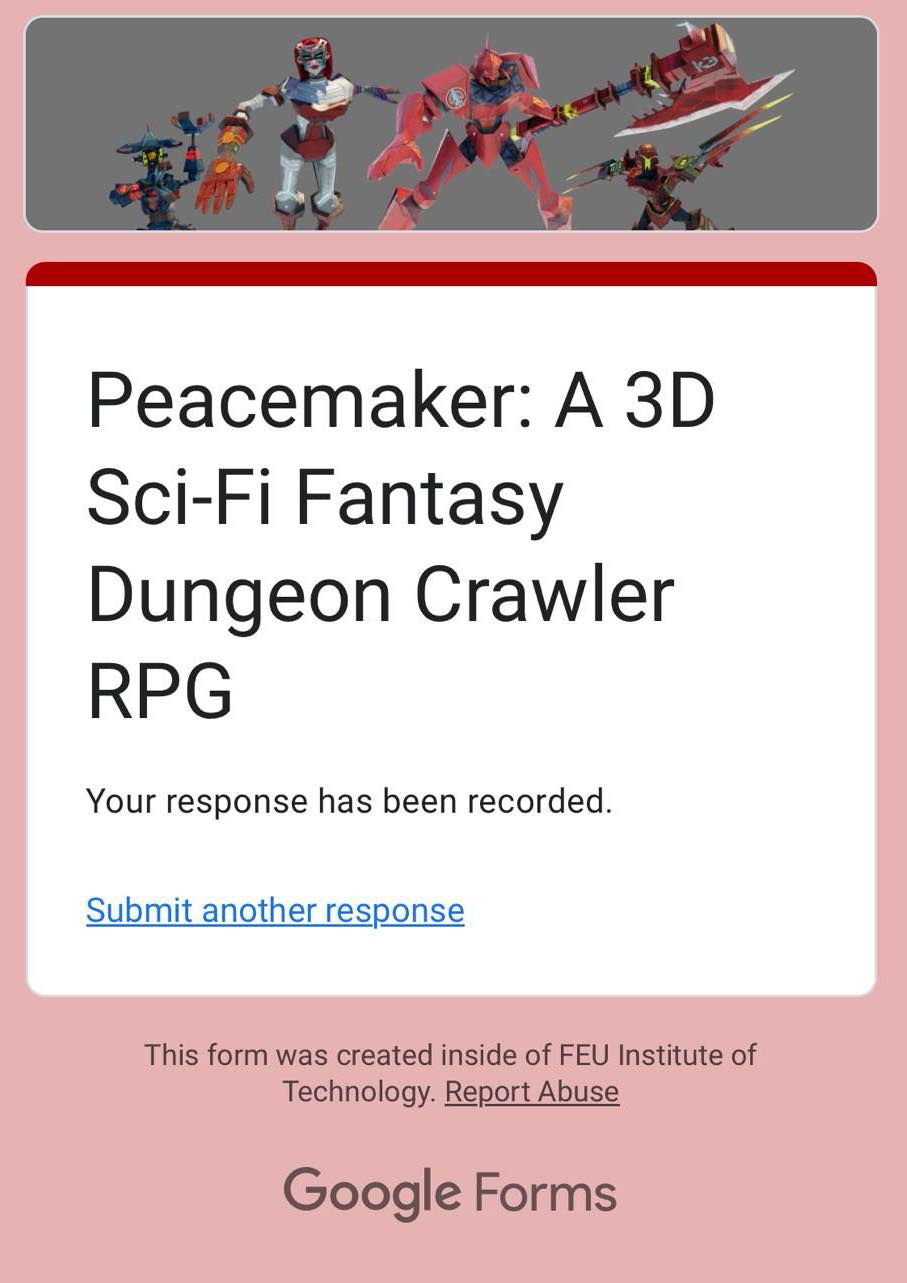 Peacemaker: A 3D
Sci-Fi Fantasy
Dungeon Crawler
RPG
Your response has been recorded.
Submit another response
This form was created inside of FEU Institute of
Technology. Report Abuse
Google Forms